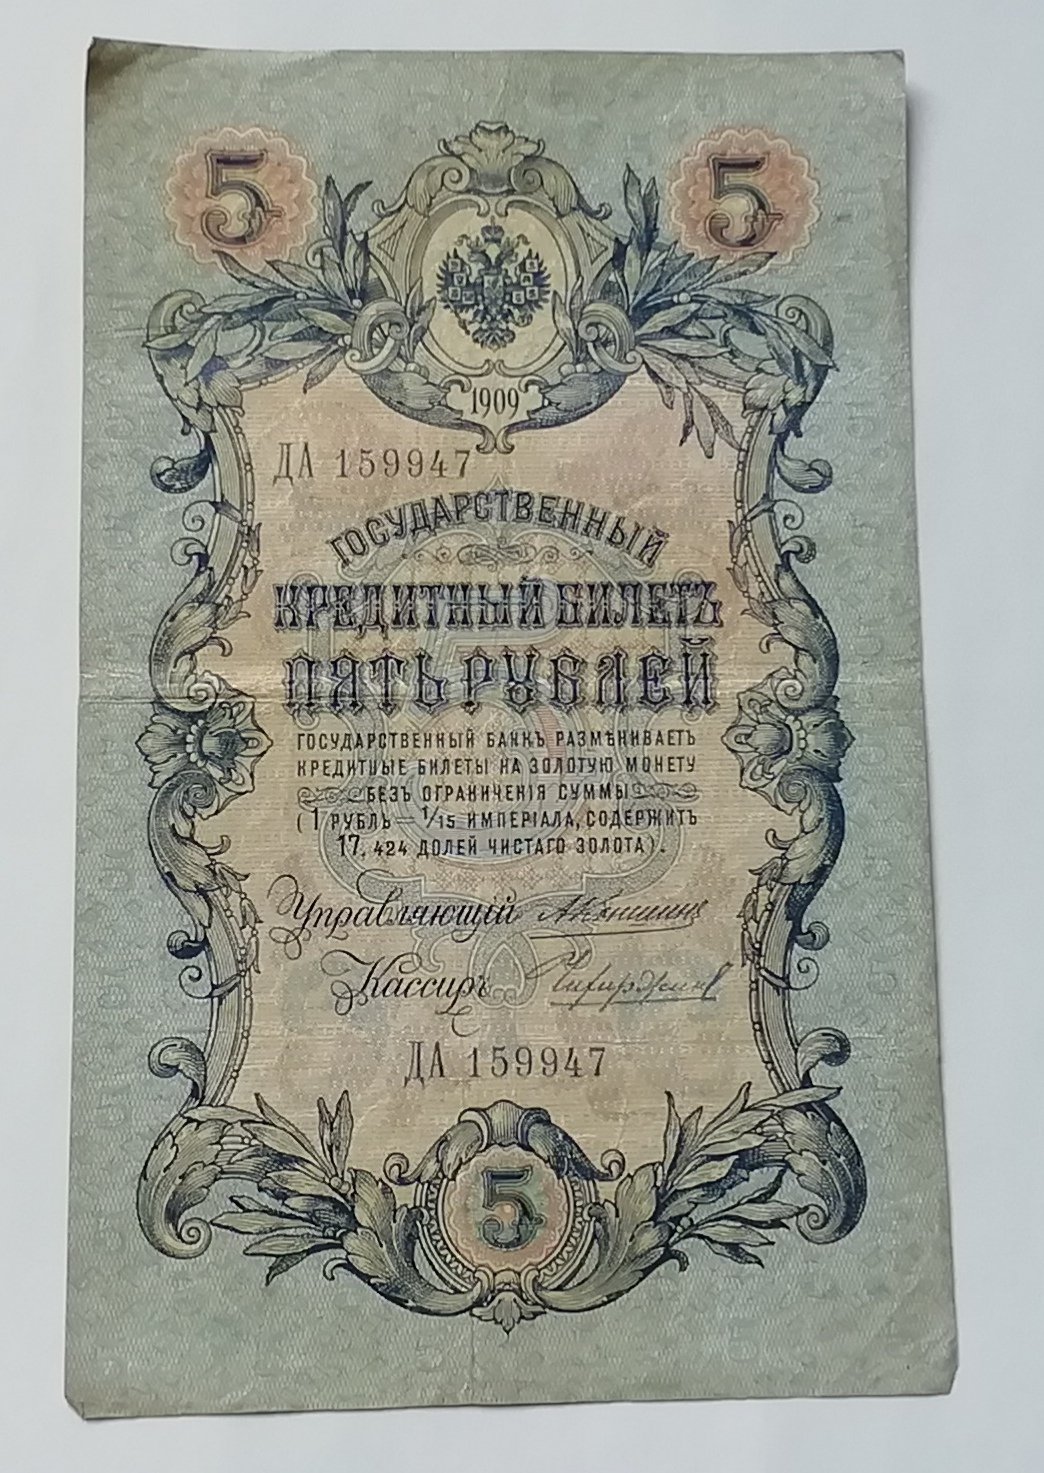 5 5
1909
ДА 159947
ГОСУДАРСТВЕННЫЙ
КРЕДИТНЫЙ БИЛЕТЪ
ПЯТЬ РУБЛЕЙ
ГОСУДАРСТВЕННЫЙ БАНКЪ РАЗМѢНИВАЕТЪ
КРЕДИТНЫЕ БИЛЕТЫ НА ЗОЛОТУЮ МОНЕТУ
БЕЗЪ ОГРАНИЧЕНІЯ СУММЫ
(1 РУБЛЬ = 1/15 ИМПЕРІАЛА, СОДЕРЖИТЪ
17,424 ДОЛЕЙ ЧИСТАГО ЗОЛОТА).
Управляющій
Кассиръ
ДА 159947
5